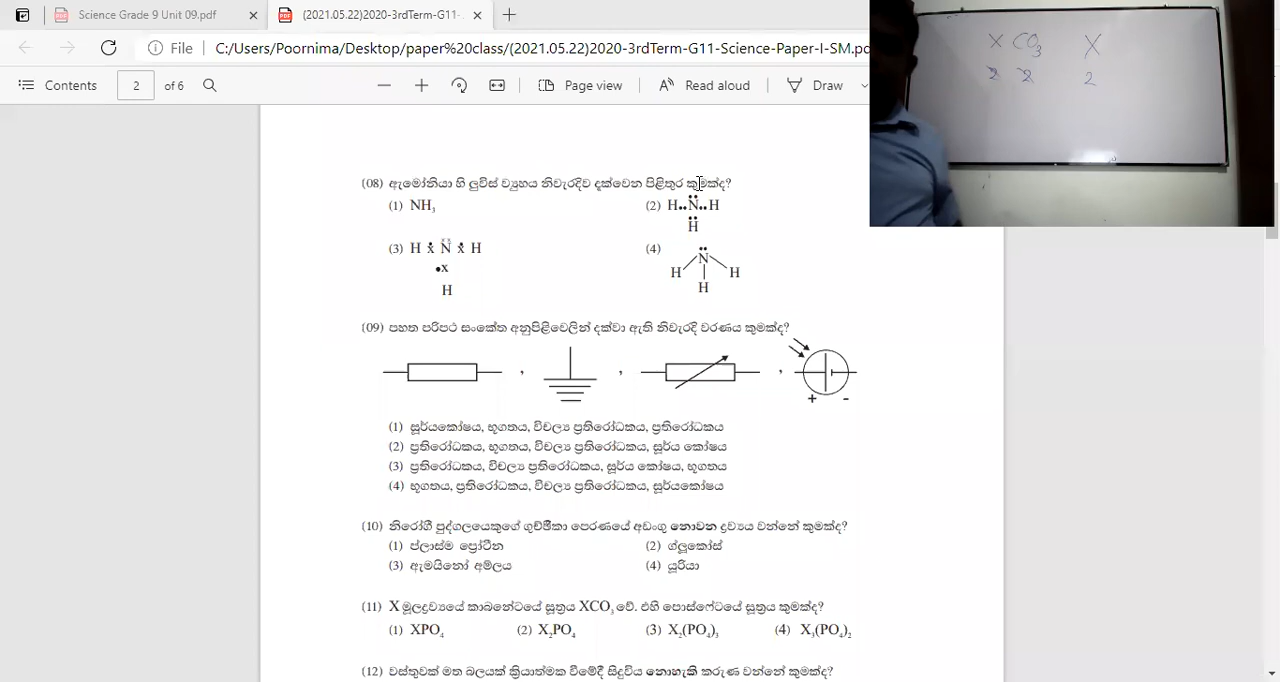 Science Grade 9 Unit 09.pdf
(2021.05.22)2020-3rdTerm-G11-
File
C:/Users/Poornima/Desktop/paper%20class/(2021.05.22)2020-3rdTerm-G11-Science-Paper-I-SM.pd
Contents
2 of 6
Page view
Read aloud
Draw
X CO3 X
2 2 2
(08) ඇමෝනියා හි ලුවිස් ව්‍යුහය නිවැරදිව දක්වෙන පිළිතුර කුමක්ද?
(1) NH3
(2) H••N••H
H
(3) H N H
•x
H
(4) N
H H
H
(09) පහත පරිපථ සංකේත අනුපිළිවෙලින් දක්වා ඇති නිවැරදි වරණය කුමක්ද?
, , ,
+ -
(1) සූර්යකෝෂය, භූගතය, විචල්‍ය ප්‍රතිරෝධකය, ප්‍රතිරෝධකය
(2) ප්‍රතිරෝධකය, භූගතය, විචල්‍ය ප්‍රතිරෝධකය, සූර්ය කෝෂය
(3) ප්‍රතිරෝධකය, විචල්‍ය ප්‍රතිරෝධකය, සූර්ය කෝෂය, භූගතය
(4) භූගතය, ප්‍රතිරෝධකය, විචල්‍ය ප්‍රතිරෝධකය, සූර්යකෝෂය
(10) නිරෝගී පුද්ගලයෙකුගේ ගුච්ඡිකා පෙරණයේ අඩංගු නොවන ද්‍රව්‍යය වන්නේ කුමක්ද?
(1) ප්ලාස්ම ප්‍රෝටීන
(2) ග්ලූකෝස්
(3) ඇමයිනෝ අම්ලය
(4) යූරියා
(11) X මූලද්‍රව්‍යයේ කාබනේටයේ සූත්‍රය XCO3 වේ. එහි පොස්ෆේටයේ සූත්‍රය කුමක්ද?
(1) XPO4 (2) X2PO4 (3) X2(PO4)3 (4) X3(PO4)2
(12) වස්තුවක් මත බලයක් ක්‍රියාත්මක වීමේදී සිදුවිය නොහැකි කරුණ වන්නේ කුමක්ද?